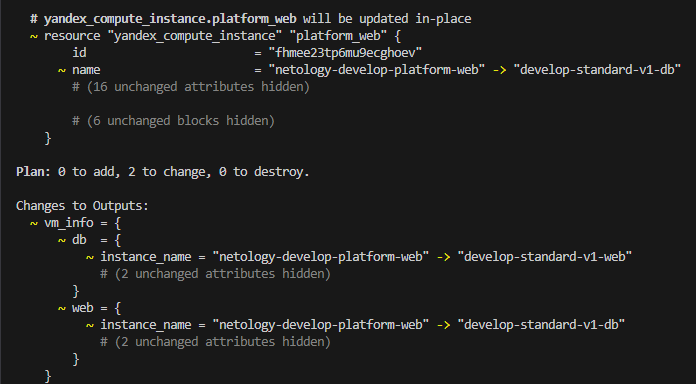 # yandex_compute_instance.platform_web will be updated in-place
~ resource "yandex_compute_instance" "platform_web" {
id = "fhmee23tp6mu9ecghoev"
~ name = "netology-develop-platform-web" -> "develop-standard-v1-db"
# (16 unchanged attributes hidden)
# (6 unchanged blocks hidden)
}
Plan: 0 to add, 2 to change, 0 to destroy.
Changes to Outputs:
~ vm_info = {
~ db = {
~ instance_name = "netology-develop-platform-web" -> "develop-standard-v1-web"
# (2 unchanged attributes hidden)
}
~ web = {
~ instance_name = "netology-develop-platform-web" -> "develop-standard-v1-db"
# (2 unchanged attributes hidden)
}
}